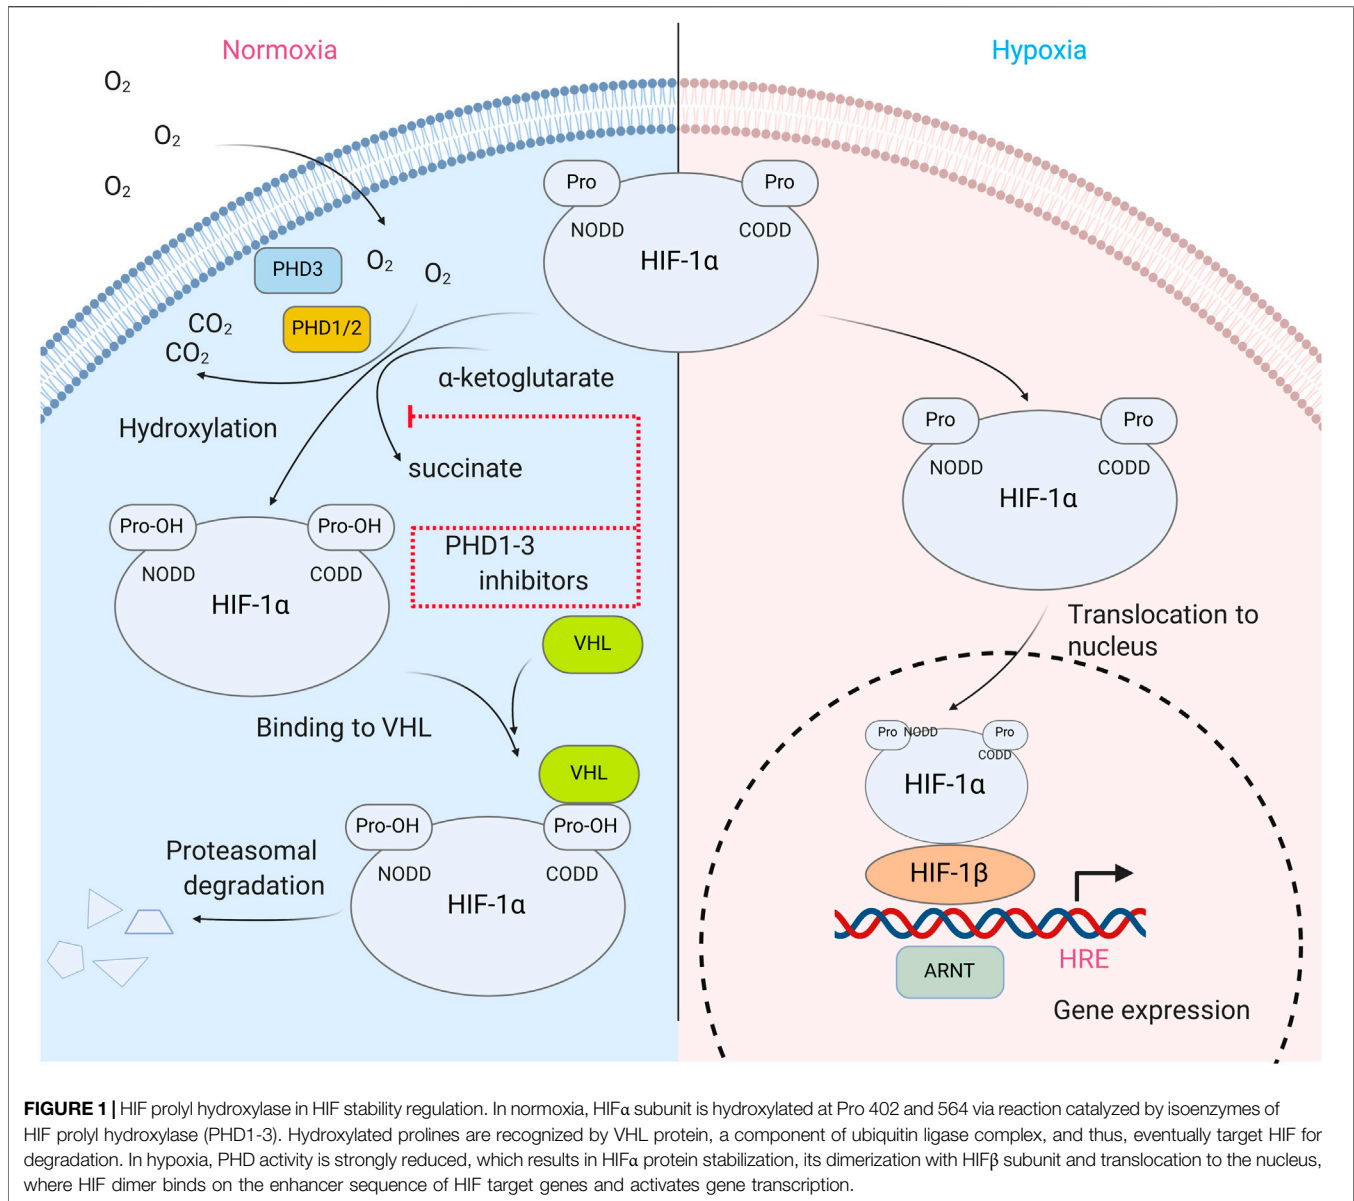 Normoxia
Hypoxia
O₂
O₂
O₂
Pro
Pro
NODD
CODD
HIF-1α
PHD3
O₂
O₂
PHD1/2
CO₂
CO₂
α-ketoglutarate
Hydroxylation
succinate
Pro
Pro
NODD
CODD
HIF-1α
Pro-OH
Pro-OH
NODD
CODD
HIF-1α
PHD1-3
inhibitors
VHL
Translocation to
nucleus
Binding to VHL
VHL
Pro
NODD
Pro
CODD
HIF-1α
Pro-OH
Pro-OH
NODD
CODD
HIF-1α
Proteasomal
degradation
HIF-1β
HRE
ARNT
Gene expression
FIGURE 1 | HIF prolyl hydroxylase in HIF stability regulation. In normoxia, HIFα subunit is hydroxylated at Pro 402 and 564 via reaction catalyzed by isoenzymes of
HIF prolyl hydroxylase (PHD1-3). Hydroxylated prolines are recognized by VHL protein, a component of ubiquitin ligase complex, and thus, eventually target HIF for
degradation. In hypoxia, PHD activity is strongly reduced, which results in HIFα protein stabilization, its dimerization with HIFβ subunit and translocation to the nucleus,
where HIF dimer binds on the enhancer sequence of HIF target genes and activates gene transcription.